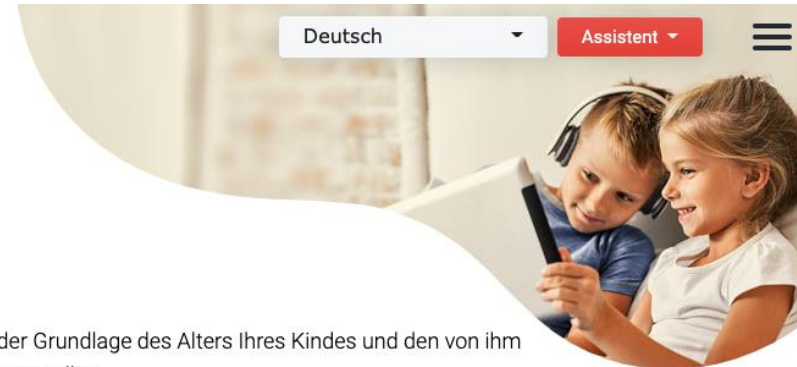 Deutsch
Assistent
der Grundlage des Alters Ihres Kindes und den von ihm